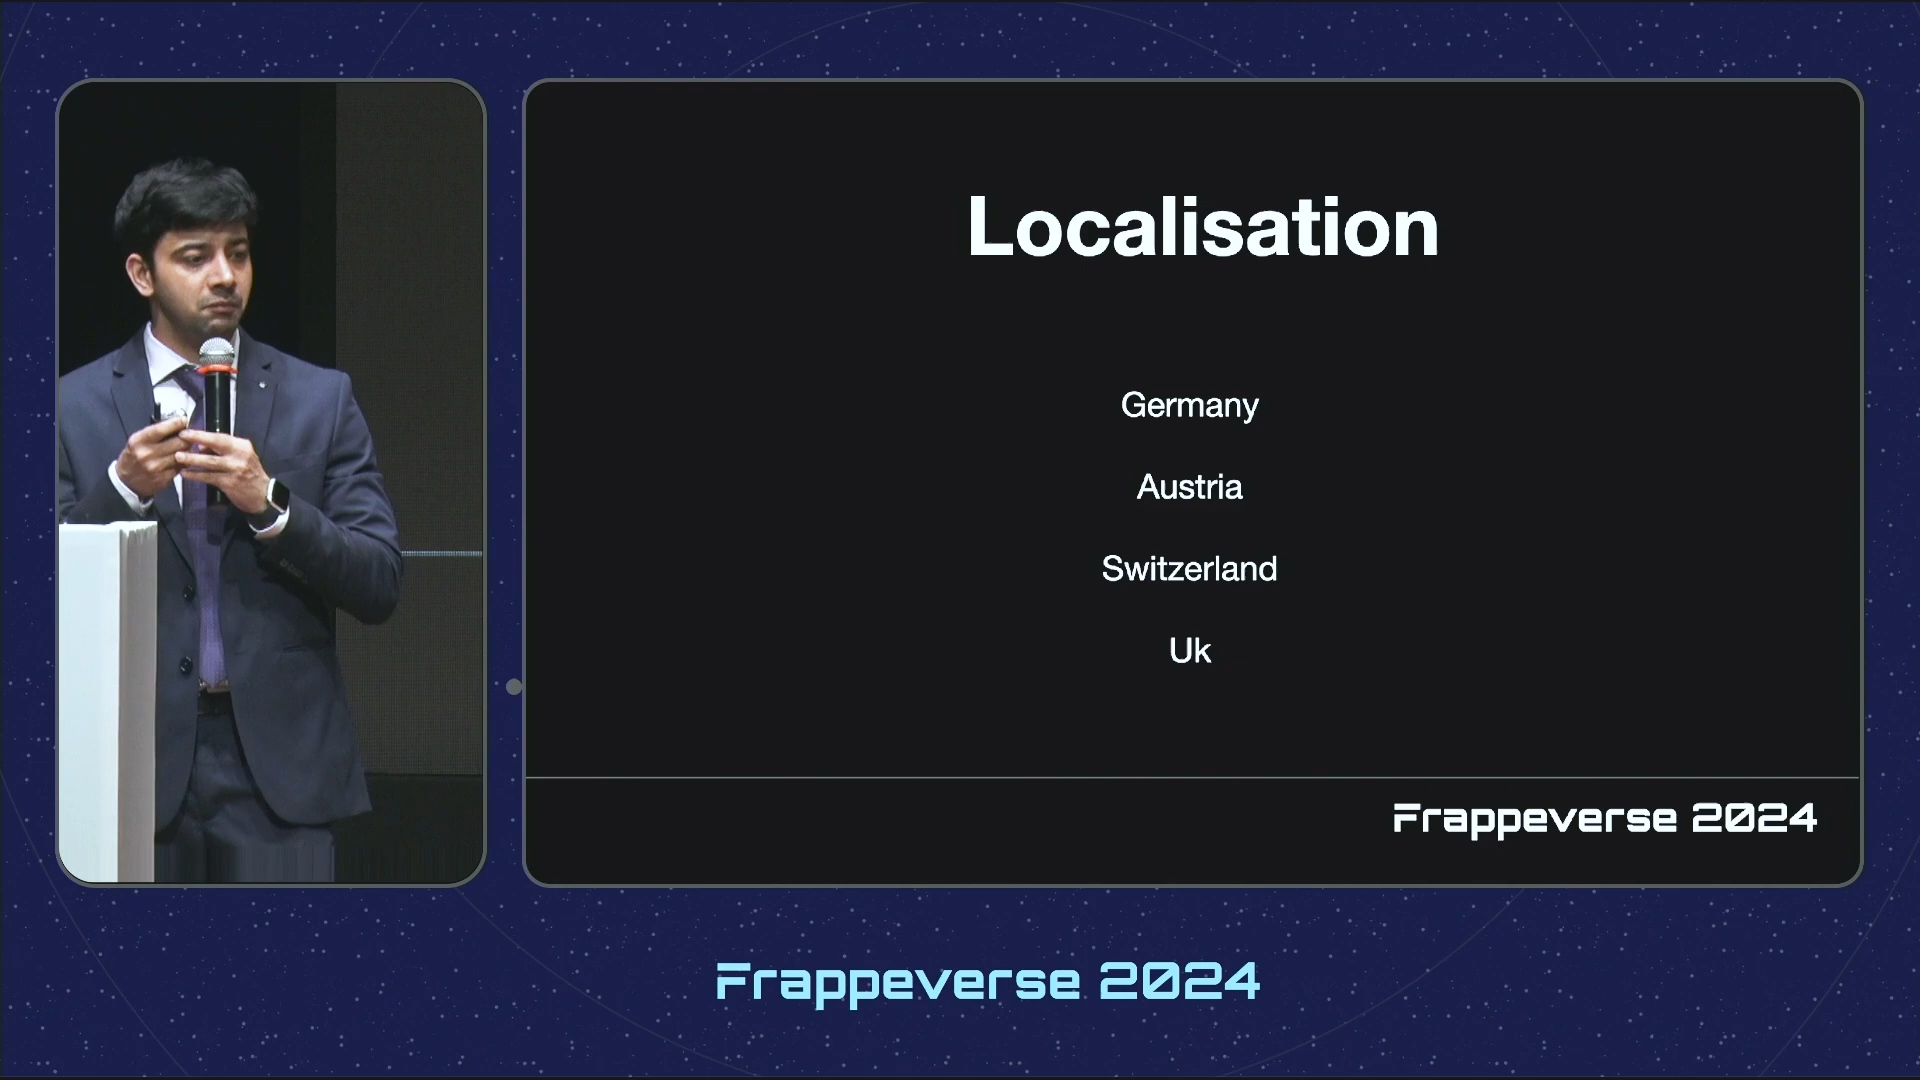 Localisation
Germany
Austria
Switzerland
Uk
Frappeverse 2024
Frappeverse 2024